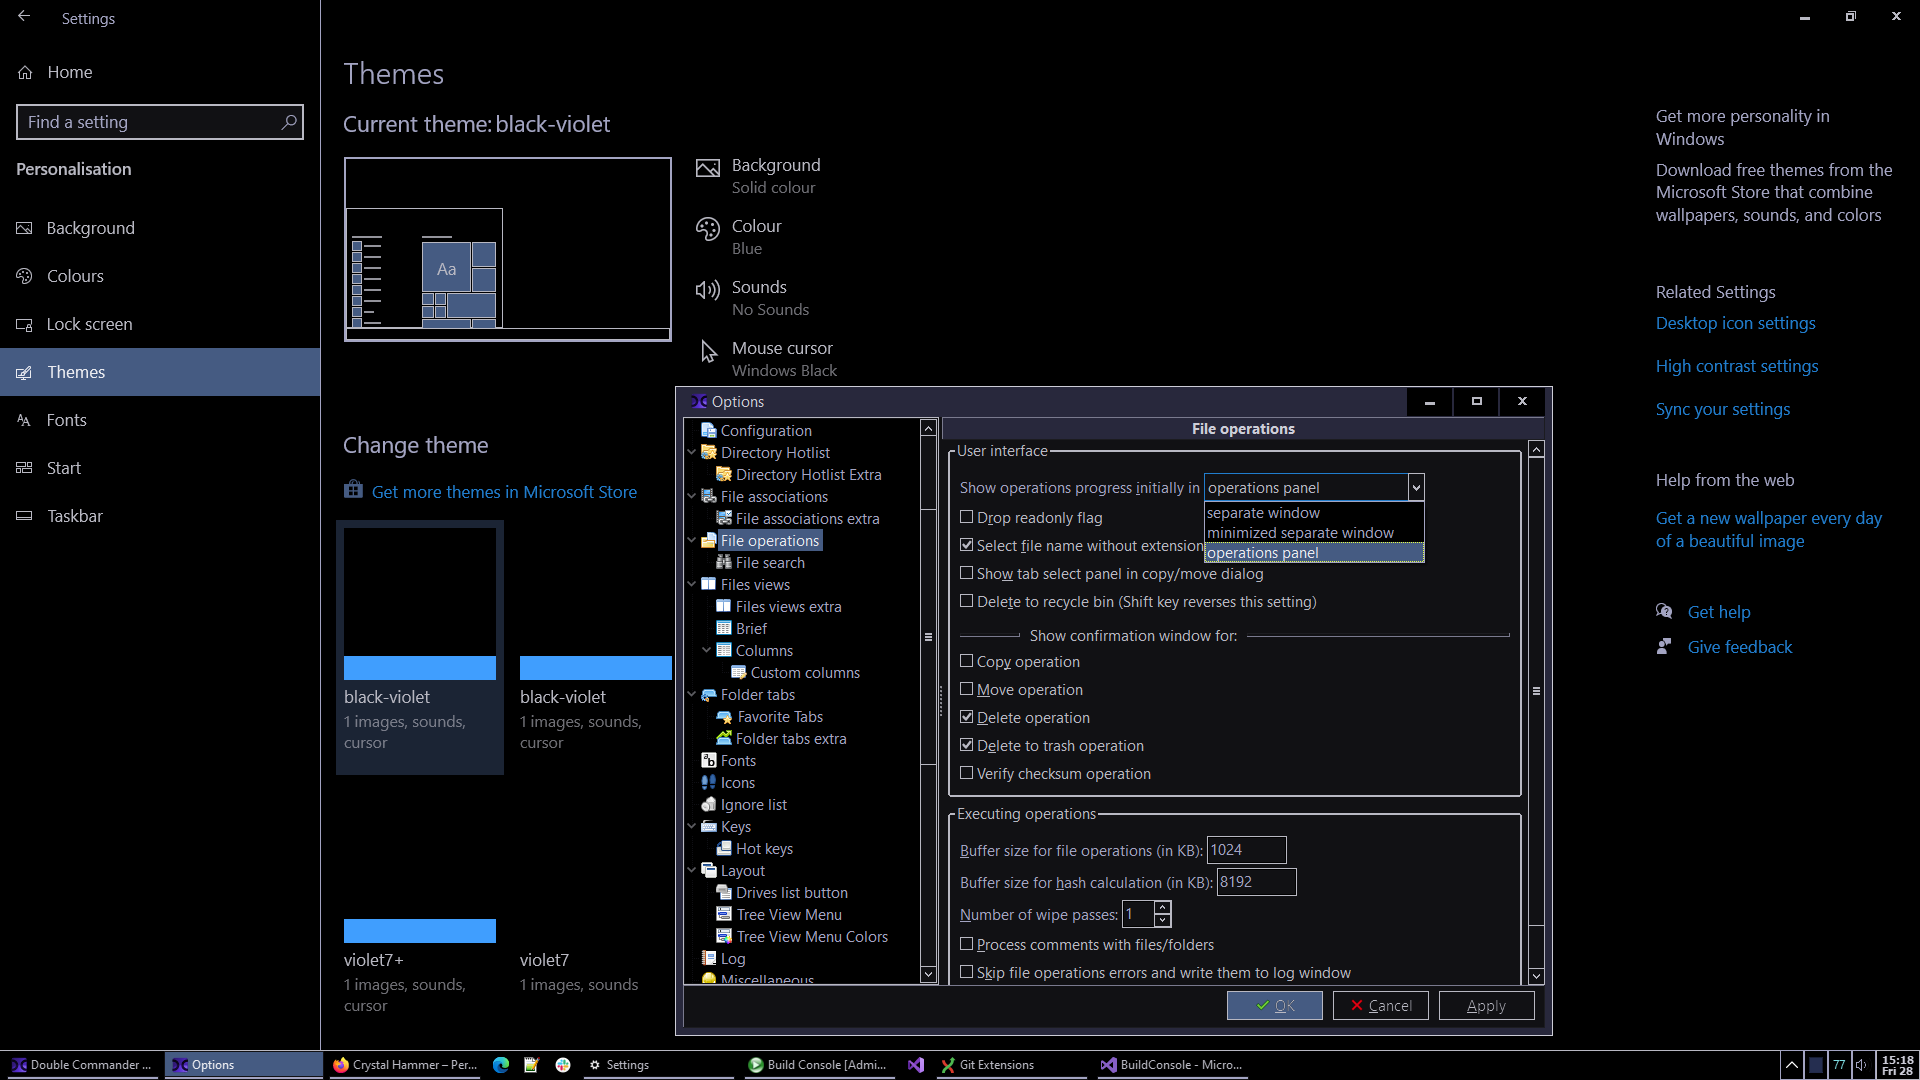 Settings
Home
Find a setting
Personalisation
Background
Colours
Lock screen
Themes
Fonts
Start
Taskbar
Themes
Current theme: black-violet
Aa
Background
Solid colour
Colour
Blue
Sounds
No Sounds
Mouse cursor
Windows Black
Change theme
Get more themes in Microsoft Store
black-violet
1 images, sounds,
cursor
black-violet
1 images, sounds,
cursor
violet7+
1 images, sounds,
cursor
violet7
1 images, sounds
Get more personality in
Windows
Download free themes from the
Microsoft Store that combine
wallpapers, sounds, and colors
Related Settings
Desktop icon settings
High contrast settings
Sync your settings
Help from the web
Get a new wallpaper every day
of a beautiful image
Get help
Give feedback
Options
Configuration
Directory Hotlist
Directory Hotlist Extra
File associations
File associations extra
File operations
File search
Files views
Files views extra
Brief
Columns
Custom columns
Folder tabs
Favorite Tabs
Folder tabs extra
Fonts
Icons
Ignore list
Keys
Hot keys
Layout
Drives list button
Tree View Menu
Tree View Menu Colors
Log
Miscellaneous
File operations
User interface
Show operations progress initially in operations panel
separate window
minimized separate window
operations panel
Drop readonly flag
Select file name without extension
Show tab select panel in copy/move dialog
Delete to recycle bin (Shift key reverses this setting)
Show confirmation window for:
Copy operation
Move operation
Delete operation
Delete to trash operation
Verify checksum operation
Executing operations
Buffer size for file operations (in KB): 1024
Buffer size for hash calculation (in KB): 8192
Number of wipe passes: 1
Process comments with files/folders
Skip file operations errors and write them to log window
OK
Cancel
Apply
Double Commander ...
Options
Crystal Hammer – Per...
Settings
Build Console [Admi...
Git Extensions
BuildConsole - Micro...
77
15:18
Fri 28